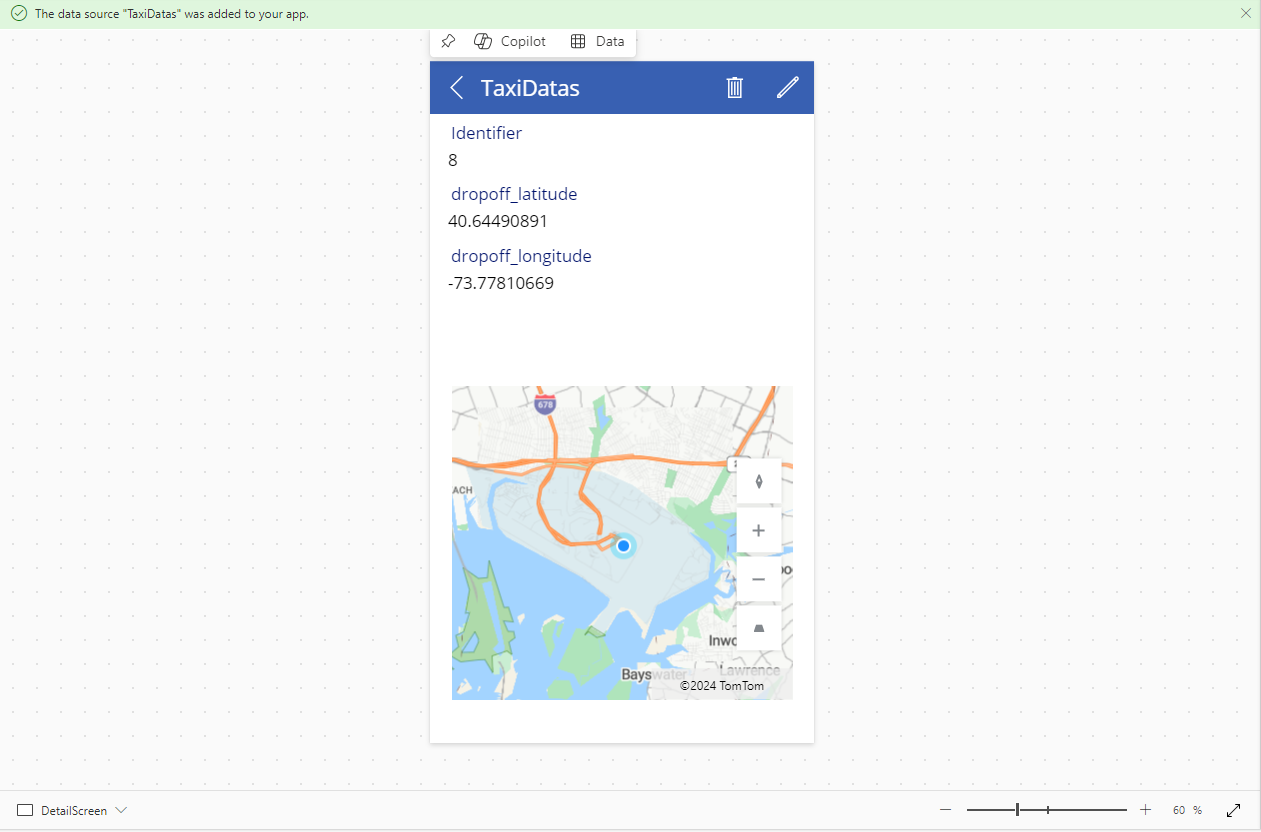 The data source "TaxiDatas" was added to your app.
Copilot Data
TaxiDatas
Identifier
8
dropoff_latitude
40.64490891
dropoff_longitude
-73.77810669
678
ACH
Inwo
Bayswater
Lawrence
©2024 TomTom
DetailScreen
60 %